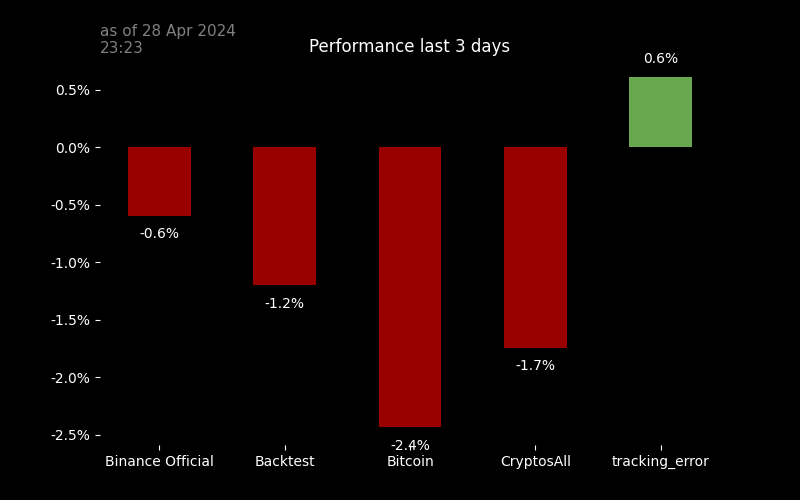 as of 28 Apr 2024
23:23
Performance last 3 days
0.6%
0.5%
0.0%
-0.5%
-0.6%
-1.0%
-1.2%
-1.5%
-1.7%
-2.0%
-2.5%
-2.4%
Binance Official
Backtest
Bitcoin
CryptosAll
tracking_error